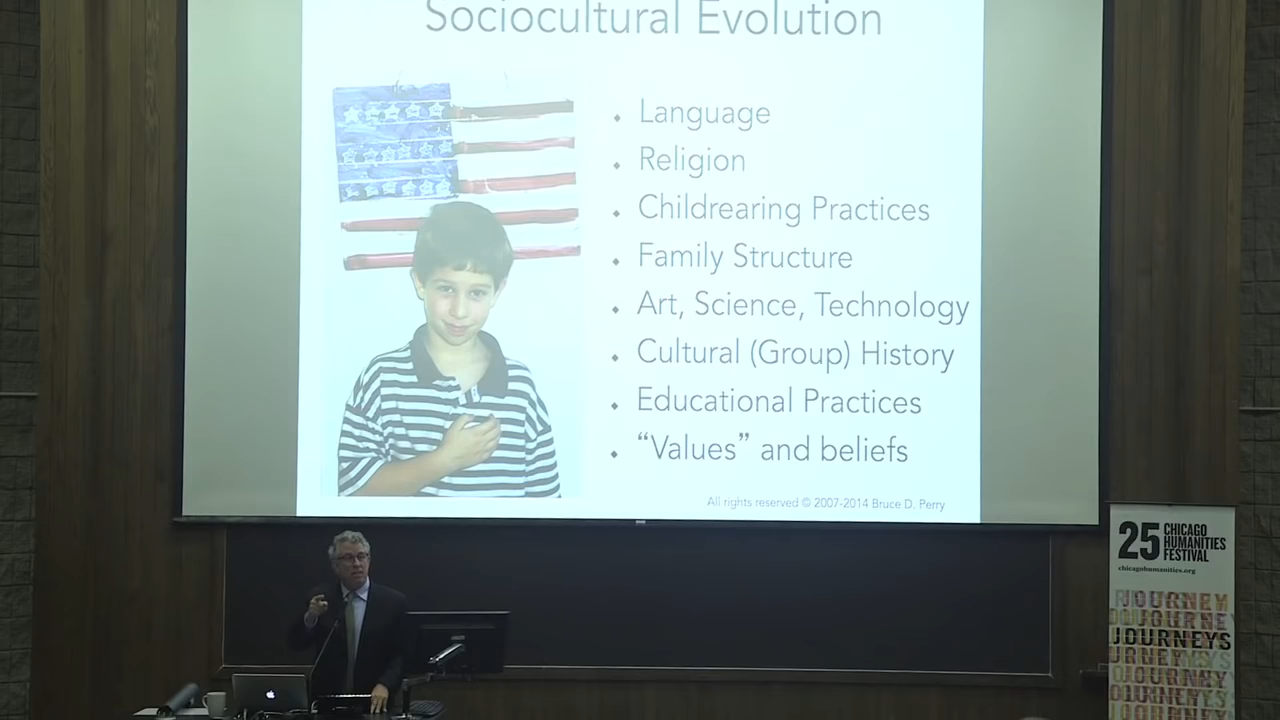 Sociocultural Evolution
Language
Religion
Childrearing Practices
Family Structure
Art, Science, Technology
Cultural (Group) History
Educational Practices
“Values” and beliefs
All rights reserved © 2007-2014 Bruce D. Perry
25 CHICAGO
HUMANITIES
FESTIVAL
chicagohumanities.org
JOURNEYS